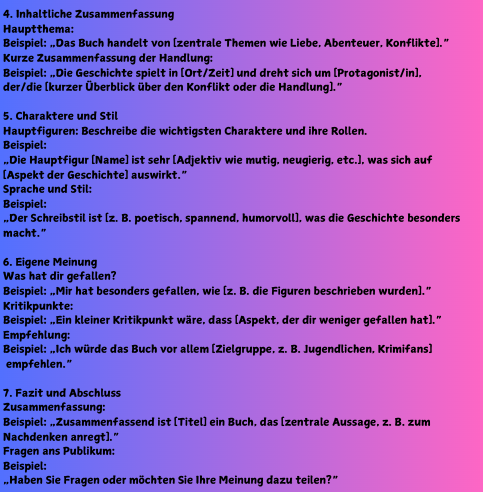 4. Inhaltliche Zusammenfassung
Hauptthema:
Beispiel: „Das Buch handelt von [zentrale Themen wie Liebe, Abenteuer, Konflikte].“
Kurze Zusammenfassung der Handlung:
Beispiel: „Die Geschichte spielt in [Ort/Zeit] und dreht sich um [Protagonist/in],
der/die [kurzer Überblick über den Konflikt oder die Handlung].“

5. Charaktere und Stil
Hauptfiguren: Beschreibe die wichtigsten Charaktere und ihre Rollen.
Beispiel:
„Die Hauptfigur [Name] ist sehr [Adjektiv wie mutig, neugierig, etc.], was sich auf
[Aspekt der Geschichte] auswirkt.“
Sprache und Stil:
Beispiel:
„Der Schreibstil ist [z. B. poetisch, spannend, humorvoll], was die Geschichte besonders
macht.“

6. Eigene Meinung
Was hat dir gefallen?
Beispiel: „Mir hat besonders gefallen, wie [z. B. die Figuren beschrieben wurden].“
Kritikpunkte:
Beispiel: „Ein kleiner Kritikpunkt wäre, dass [Aspekt, der dir weniger gefallen hat].“
Empfehlung:
Beispiel: „Ich würde das Buch vor allem [Zielgruppe, z. B. Jugendlichen, Krimifans]
empfehlen.“

7. Fazit und Abschluss
Zusammenfassung:
Beispiel: „Zusammenfassend ist [Titel] ein Buch, das [zentrale Aussage, z. B. zum
Nachdenken anregt].“
Fragen ans Publikum:
Beispiel:
„Haben Sie Fragen oder möchten Sie Ihre Meinung dazu teilen?“